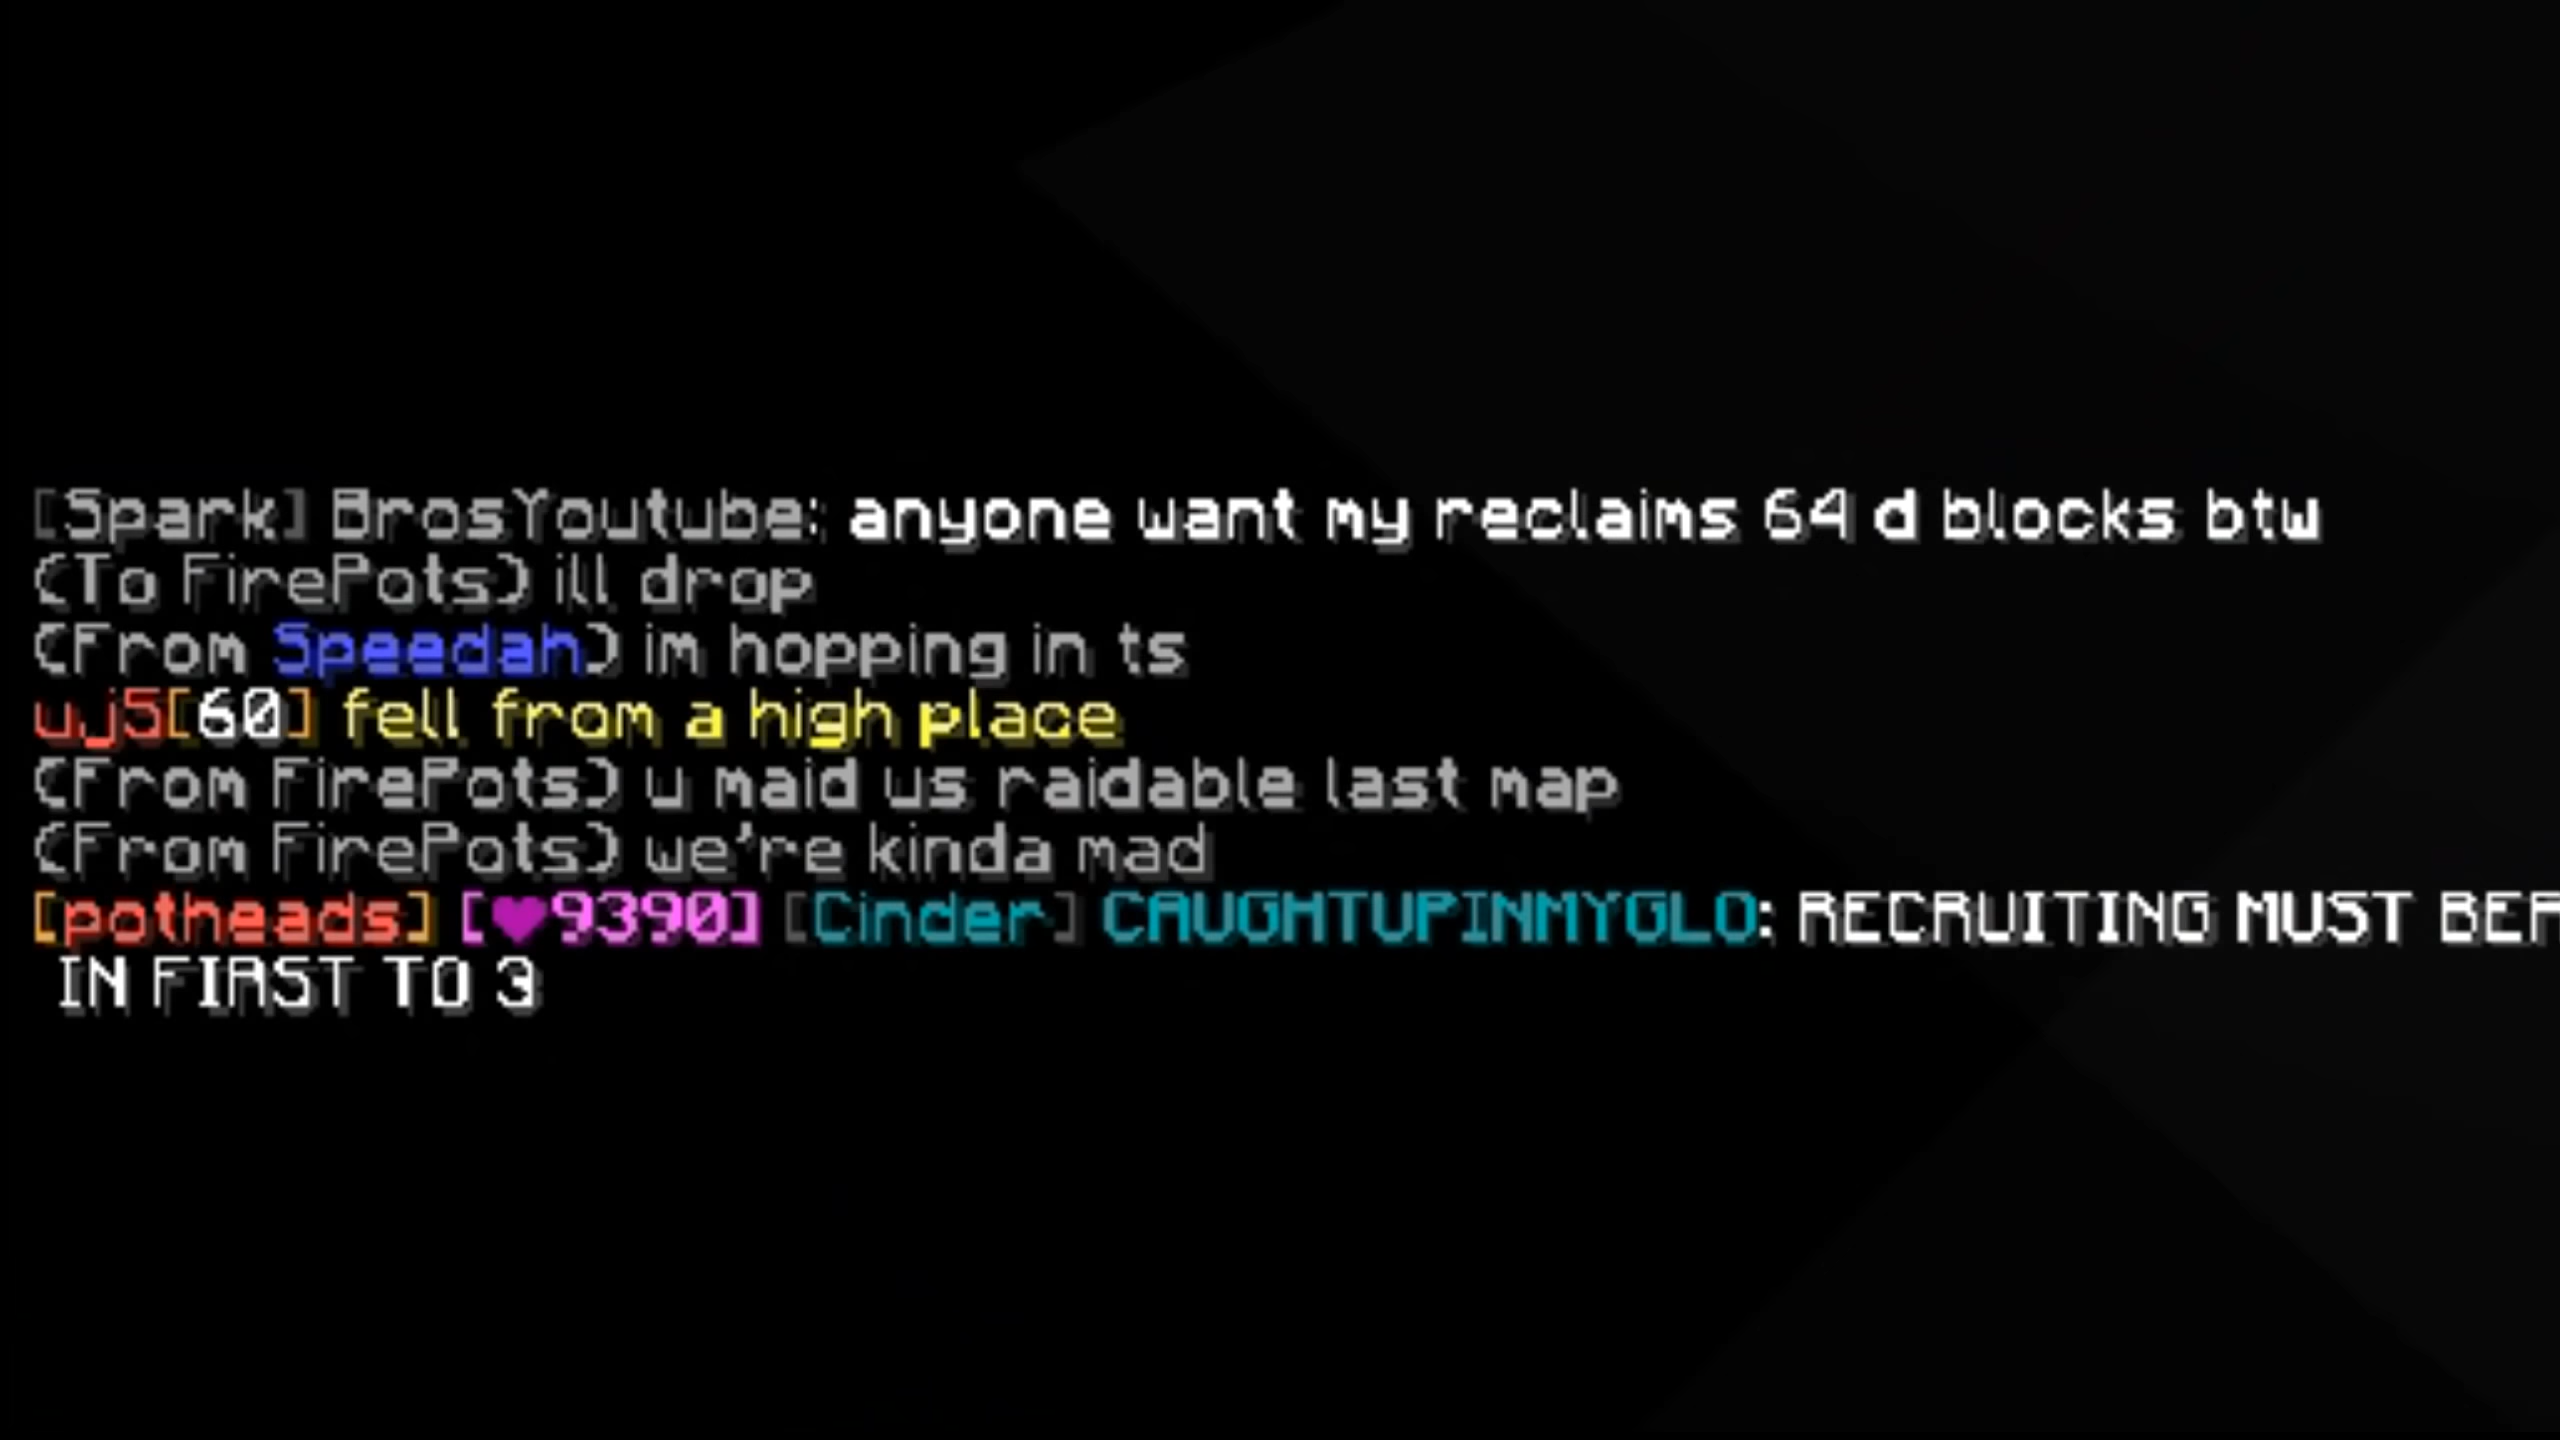 [Spark] BrosYoutube: anyone want my reclaims 64 d blocks btw
(To FirePots) ill drop
(From Speedah) im hopping in ts
uj5[60] fell from a high place
(From FirePots) u maid us raidable last map
(From FirePots) we're kinda mad
[potheads] [♥9390] [Cinder] CAUGHTUPINMYGLO: RECRUITING MUST
IN FIRST TO 3